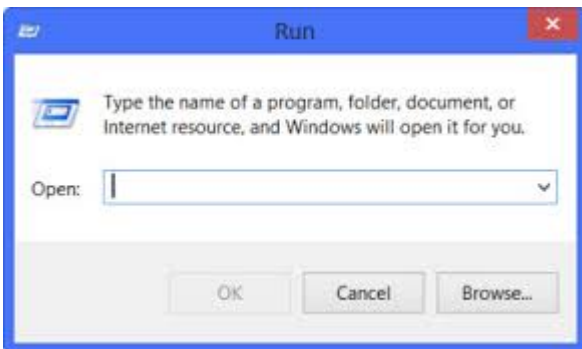 Run
Type the name of a program, folder, document, or
Internet resource, and Windows will open it for you.
Open:
OK Cancel Browse...